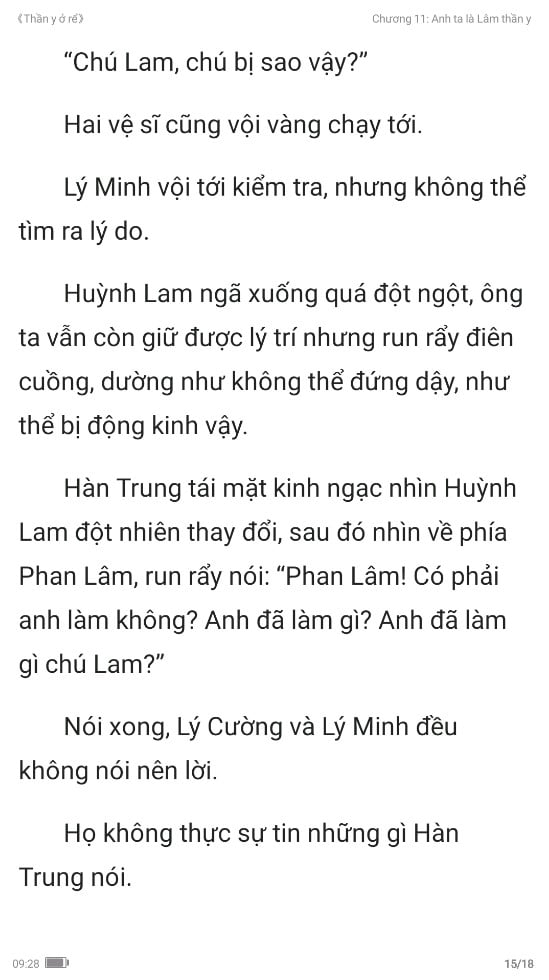 《Thần y ở rể》
Chương 11: Anh ta là Lâm thần y
“Chú Lam, chú bị sao vậy?”
Hai vệ sĩ cũng vội vàng chạy tới.
Lý Minh vội tới kiểm tra, nhưng không thể
tìm ra lý do.
Huỳnh Lam ngã xuống quá đột ngột, ông
ta vẫn còn giữ được lý trí nhưng run rẩy điên
cuồng, dường như không thể đứng dậy, như
thể bị động kinh vậy.
Hàn Trung tái mặt kinh ngạc nhìn Huỳnh
Lam đột nhiên thay đổi, sau đó nhìn về phía
Phan Lâm, run rẩy nói: “Phan Lâm! Có phải
anh làm không? Anh đã làm gì? Anh đã làm
gì chú Lam?”
Nói xong, Lý Cường và Lý Minh đều
không nói nên lời.
Họ không thực sự tin những gì Hàn
Trung nói.
09:28
15/18